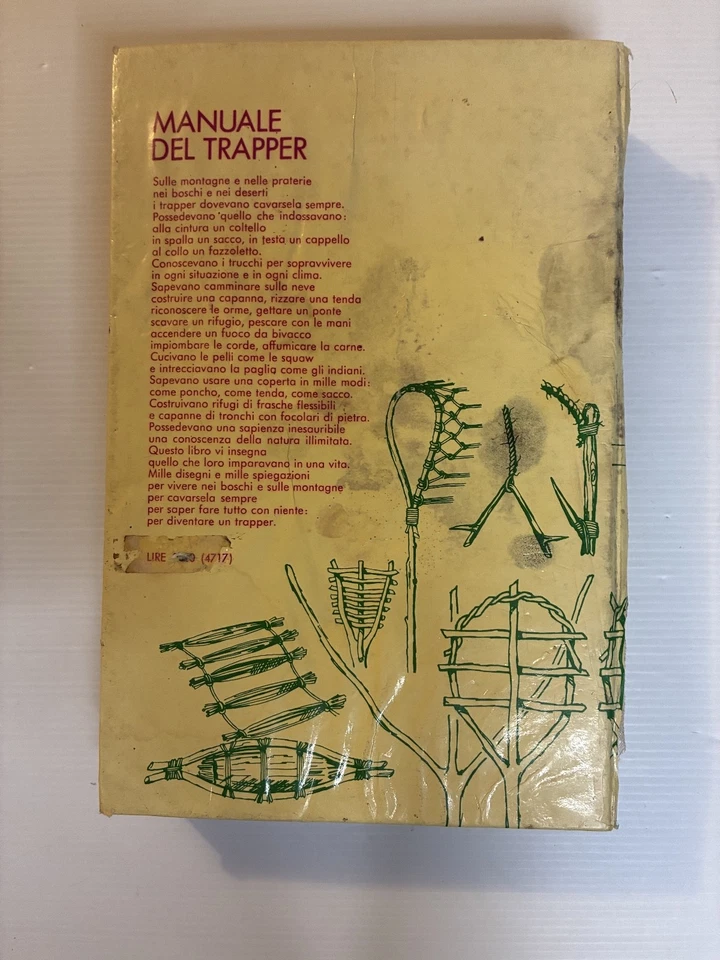 MANUALE
DEL TRAPPER
Sulle montagne e nelle praterie
nei boschi e nei deserti
i trapper dovevano cavarsela sempre.
Possedevano quello che indossavano:
alla cintura un coltello
in spalla un sacco, in testa un cappello
al collo un fazzoletto.
Conoscevano i trucchi per sopravvivere
in ogni situazione e in ogni clima.
Sapevano camminare sulla neve
costruire una capanna, rizzare una tenda
riconoscere le orme, gettare un ponte
scavare un rifugio, pescare con le mani
accendere un fuoco da bivacco
impiombare le corde, affumicare la carne.
Cucivano le pelli come le squaw
e intrecciavano la paglia come gli indiani.
Sapevano usare una coperta in mille modi:
come poncho, come tenda, come sacco.
Costruivano rifugi di frasche flessibili
e capanne di tronchi con focolari di pietra.
Possedevano una sapienza inesauribile
una conoscenza della natura illimitata.
Questo libro vi insegna
quello che loro imparavano in una vita.
Mille disegni e mille spiegazioni
per vivere nei boschi e sulle montagne
per cavarsela sempre
per saper fare tutto con niente:
per diventare un trapper.
LIRE (4717)